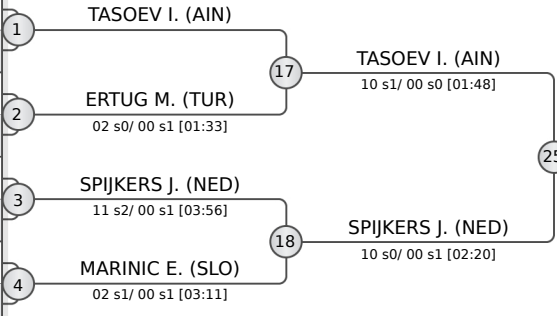 TASOEV I. (AIN)
1
TASOEV I. (AIN)
17
10 s1/ 00 s0 [01:48]
ERTUG M. (TUR)
2
02 s0/ 00 s1 [01:33]
25
SPIJKERS J. (NED)
3
11 s2/ 00 s1 [03:56]
SPIJKERS J. (NED)
18
10 s0/ 00 s1 [02:20]
MARINIC E. (SLO)
4
02 s1/ 00 s1 [03:11]